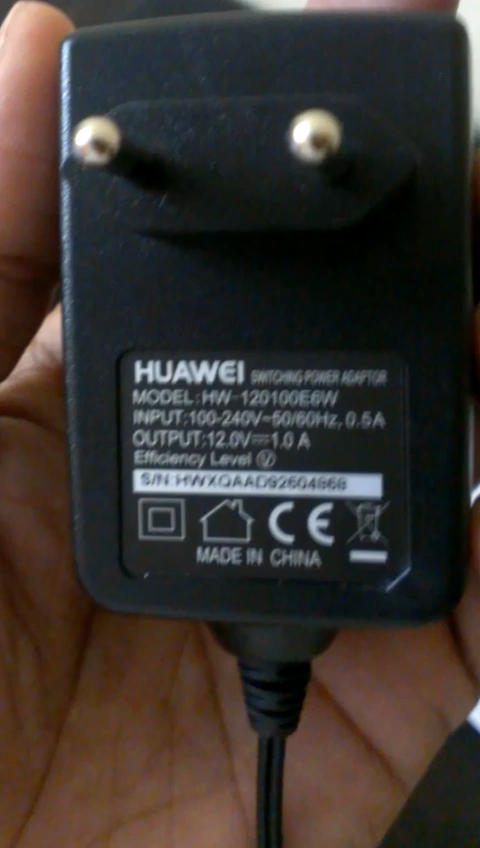 HUAWEI SWITCHING POWER ADAPTOR
MODEL:HW-120100E6W
INPUT:100-240V~50/60Hz, 0.5A
OUTPUT:12.0V⎓1.0 A
Efficiency Level Ⓥ
S/N:HWXQAAD92604868
CE
MADE IN CHINA